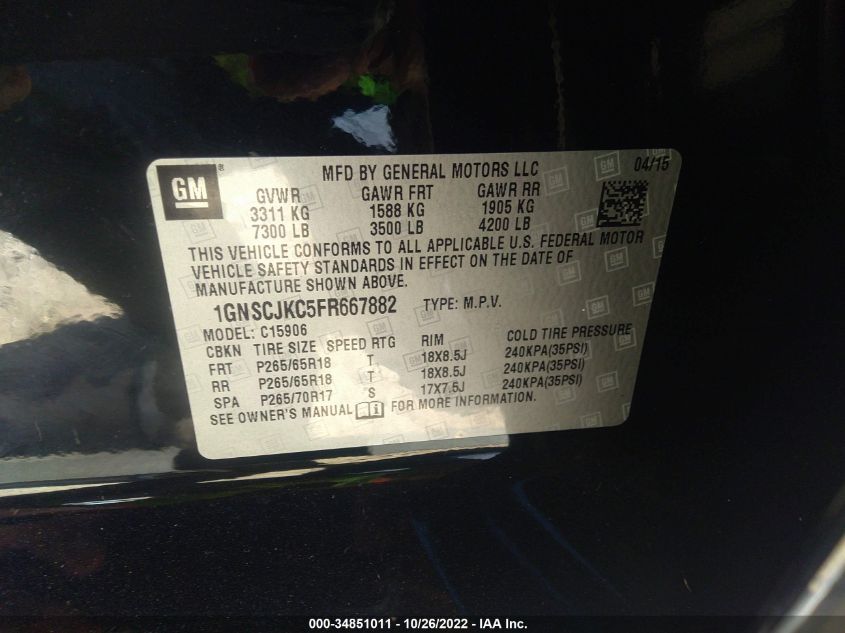 GM ® MFD BY GENERAL MOTORS LLC 04/15
GVWR GAWR FRT GAWR RR
3311 KG 1588 KG 1905 KG
7300 LB 3500 LB 4200 LB
THIS VEHICLE CONFORMS TO ALL APPLICABLE U.S. FEDERAL MOTOR
VEHICLE SAFETY STANDARDS IN EFFECT ON THE DATE OF
MANUFACTURE SHOWN ABOVE.
1GNSCJKC5FR667882 TYPE: M.P.V.
MODEL: C15906
CBKN TIRE SIZE SPEED RTG RIM COLD TIRE PRESSURE
FRT P265/65R18 T 18X8.5J 240KPA(35PSI)
RR P265/65R18 T 18X8.5J 240KPA(35PSI)
SPA P265/70R17 S 17X7.5J 240KPA(35PSI)
SEE OWNER'S MANUAL FOR MORE INFORMATION.
000-34851011 - 10/26/2022 - IAA Inc.